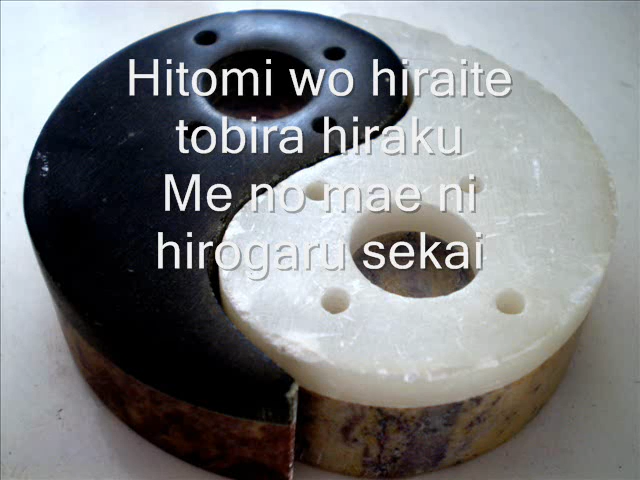 Hitomi wo hiraite
tobira hiraku
Me no mae ni
hirogaru sekai